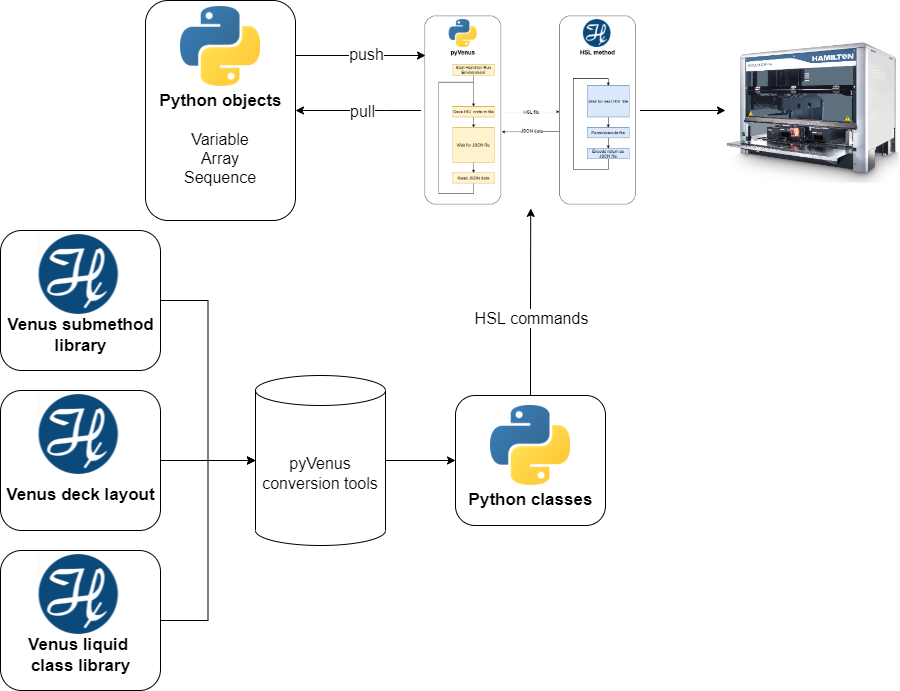 Python objects
Variable
Array
Sequence
push
pull
pyVenus
Start Hamilton Run
Environment
Save HSL code in file
Wait for JSON file
Read JSON data
HSL file
JSON data
HSL method
Wait for next HSL file
Parse/execute file
Encode return as
JSON file
HAMILTON
HSL commands
Venus submethod
library
Venus deck layout
Venus liquid
class library
pyVenus
conversion tools
Python classes